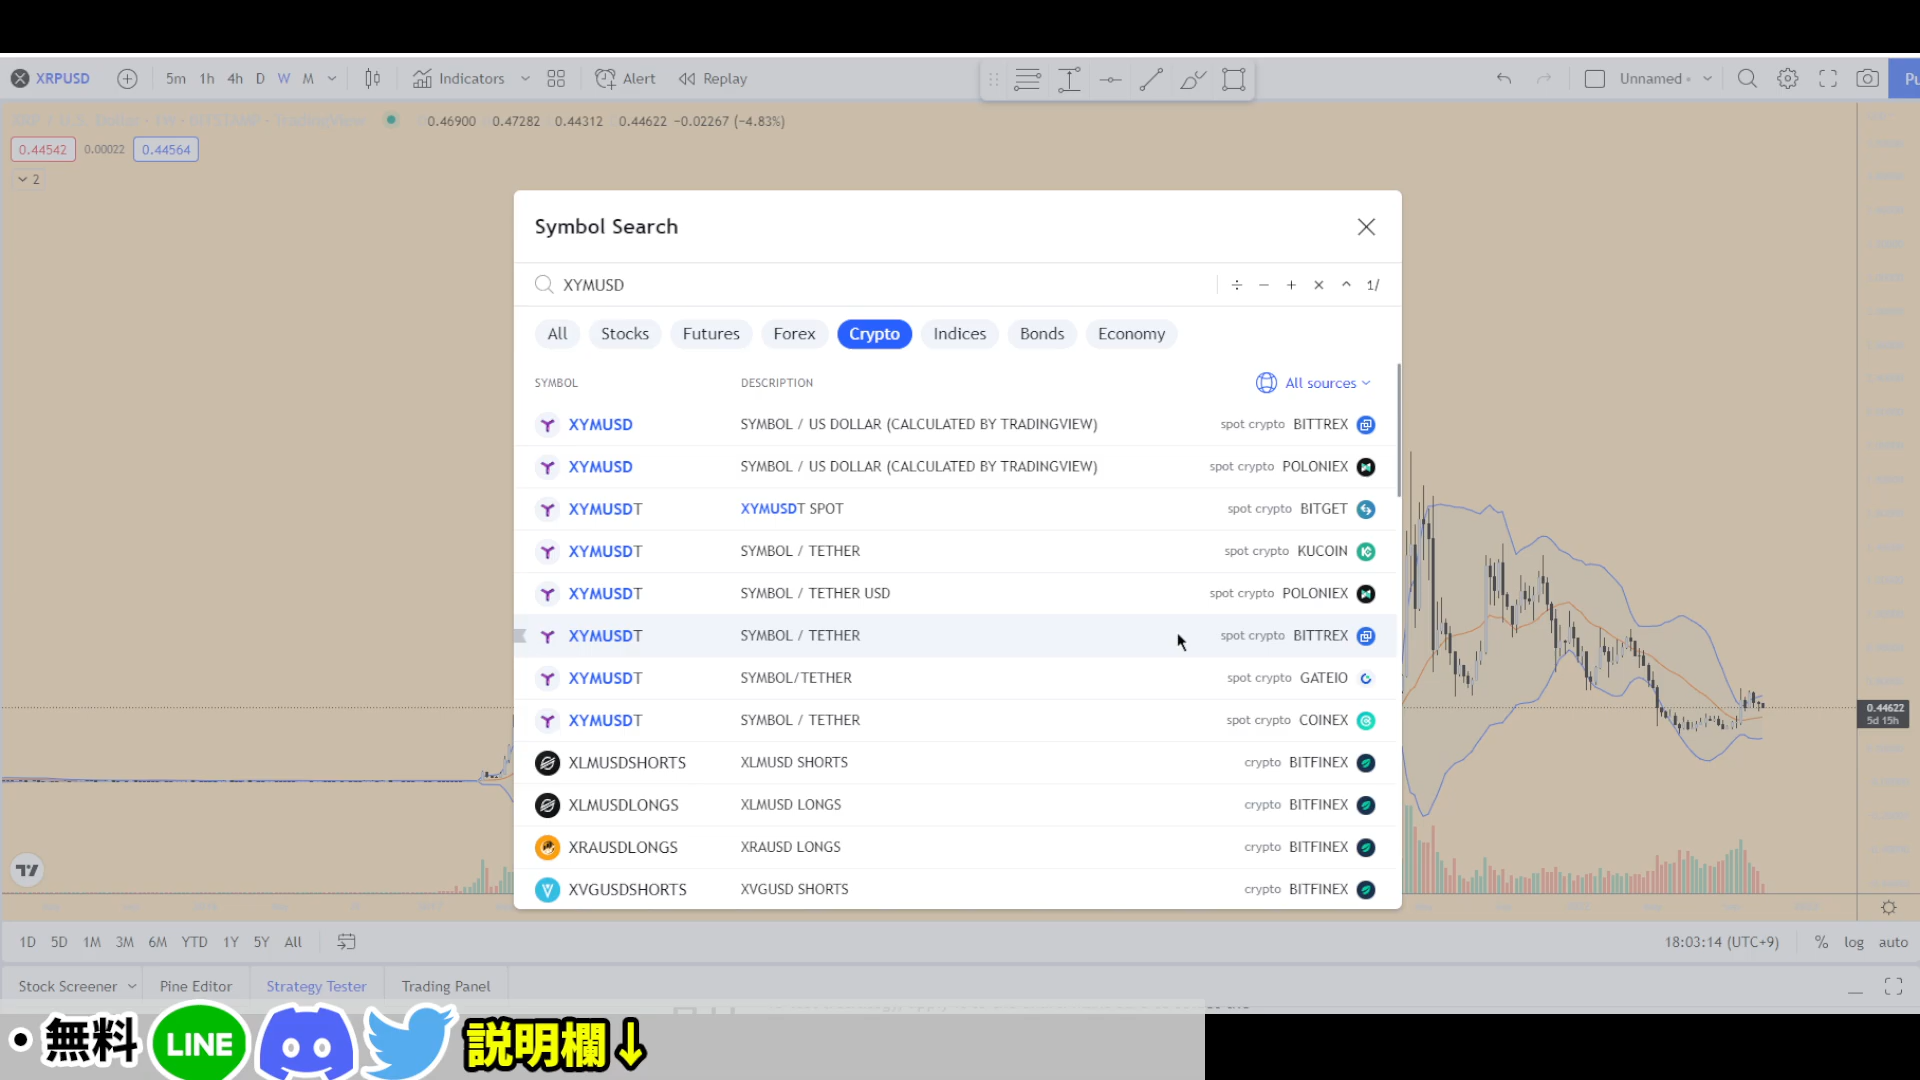 XRPUSD 5m 1h 4h D W M Indicators Alert Replay Unnamed Pu
0.46900 0.47282 0.44312 0.44622 −0.02267 (−4.83%)
0.44542 0.00022 0.44564
2
Symbol Search
XYMUSD ÷ − + × ^ 1/
All Stocks Futures Forex Crypto Indices Bonds Economy
SYMBOL DESCRIPTION All sources
XYMUSD SYMBOL / US DOLLAR (CALCULATED BY TRADINGVIEW) spot crypto BITTREX
XYMUSD SYMBOL / US DOLLAR (CALCULATED BY TRADINGVIEW) spot crypto POLONIEX
XYMUSDT XYMUSDT SPOT spot crypto BITGET
XYMUSDT SYMBOL / TETHER spot crypto KUCOIN
XYMUSDT SYMBOL / TETHER USD spot crypto POLONIEX
XYMUSDT SYMBOL / TETHER spot crypto BITTREX
XYMUSDT SYMBOL/TETHER spot crypto GATEIO
XYMUSDT SYMBOL / TETHER spot crypto COINEX
XLMUSDSHORTS XLMUSD SHORTS crypto BITFINEX
XLMUSDLONGS XLMUSD LONGS crypto BITFINEX
XRAUSDLONGS XRAUSD LONGS crypto BITFINEX
XVGUSDSHORTS XVGUSD SHORTS crypto BITFINEX
0.44622
5d 15h
1D 5D 1M 3M 6M YTD 1Y 5Y All 18:03:14 (UTC+9) % log auto
Stock Screener Pine Editor Strategy Tester Trading Panel
・無料 LINE 説明欄↓